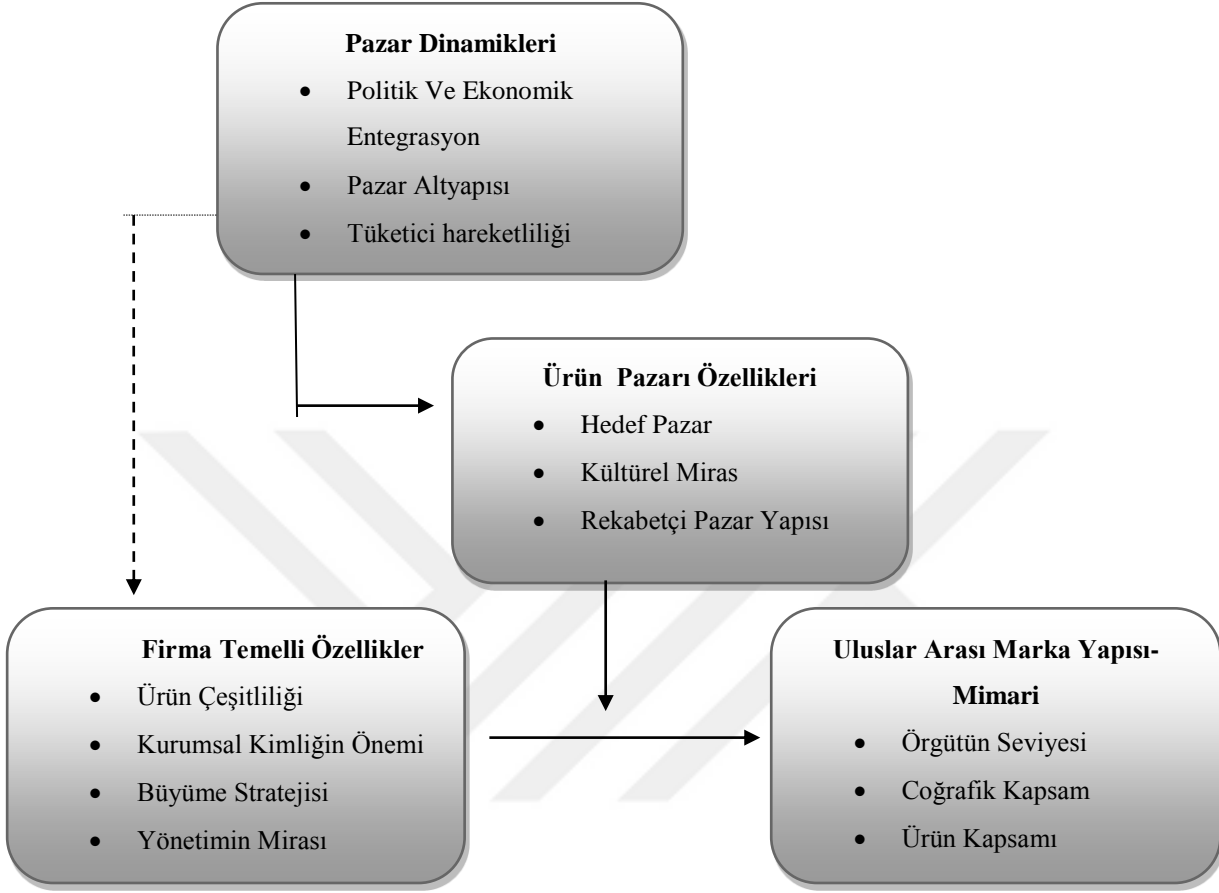 Pazar Dinamikleri
• Politik Ve Ekonomik
Entegrasyon
• Pazar Altyapısı
• Tüketici hareketliliği
Ürün Pazarı Özellikleri
• Hedef Pazar
• Kültürel Miras
• Rekabetçi Pazar Yapısı
Firma Temelli Özellikler
• Ürün Çeşitliliği
• Kurumsal Kimliğin Önemi
• Büyüme Stratejisi
• Yönetimin Mirası
Uluslar Arası Marka Yapısı-
Mimari
• Örgütün Seviyesi
• Coğrafik Kapsam
• Ürün Kapsamı